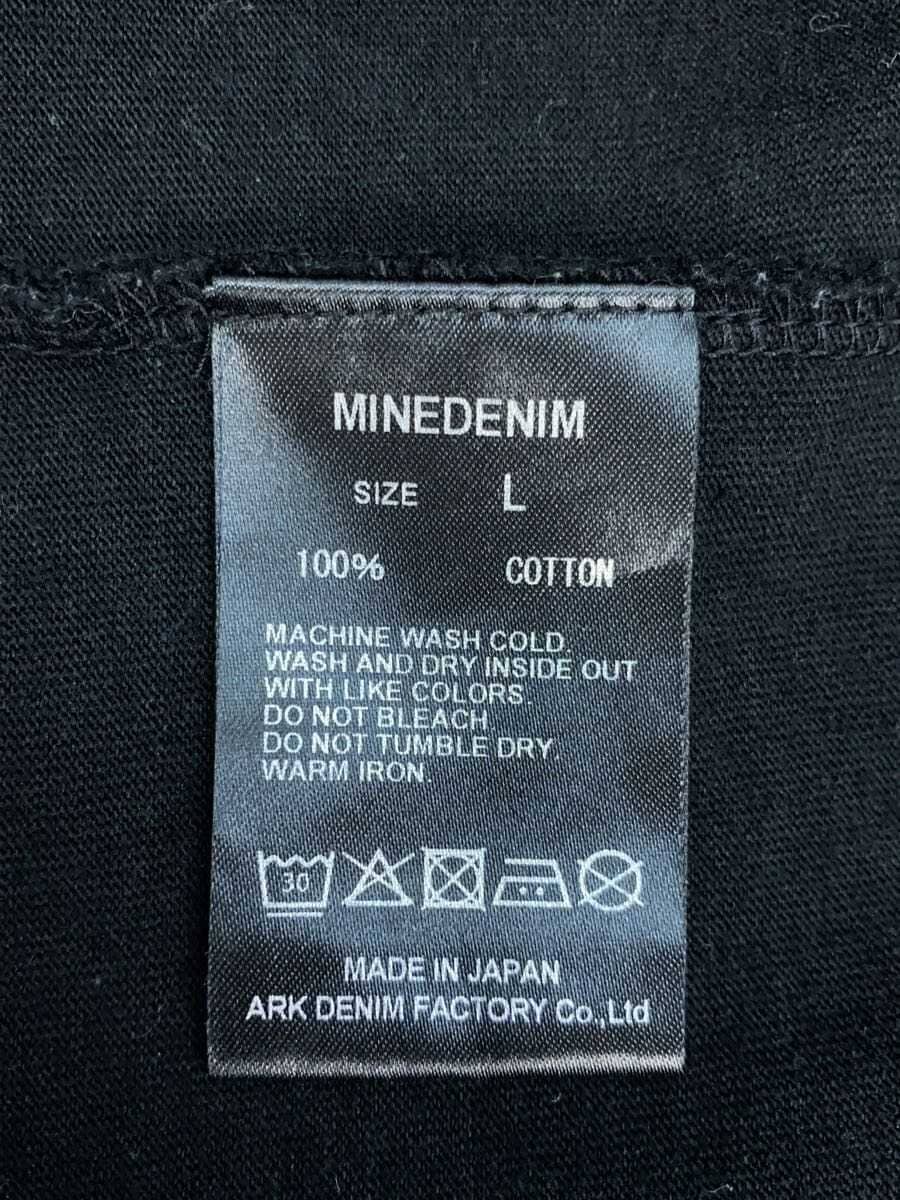 MINEDENIM
SIZE L
100% COTTON
MACHINE WASH COLD.
WASH AND DRY INSIDE OUT
WITH LIKE COLORS.
DO NOT BLEACH
DO NOT TUMBLE DRY.
WARM IRON.
30
MADE IN JAPAN
ARK DENIM FACTORY Co.,Ltd